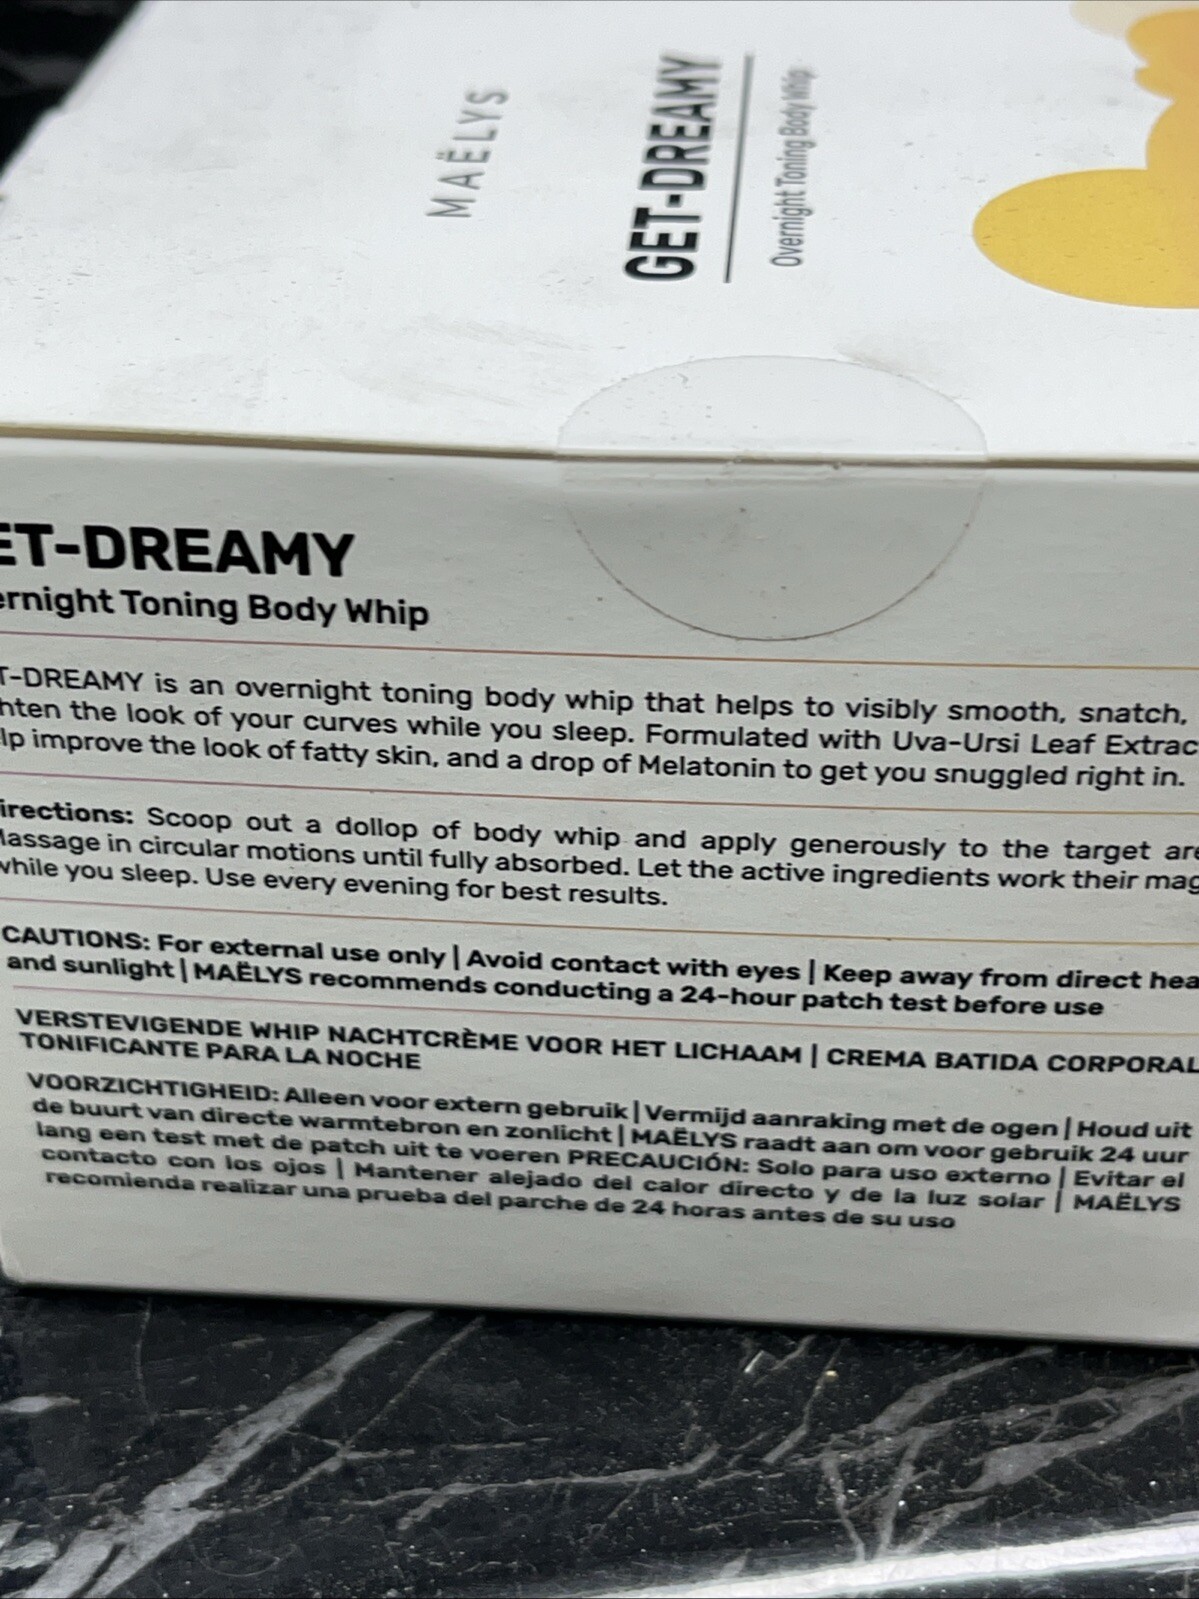 MAËLYS
GET-DREAMY
Overnight Toning Body Whip
ET-DREAMY
ernight Toning Body Whip
T-DREAMY is an overnight toning body whip that helps to visibly smooth, snatch,
hten the look of your curves while you sleep. Formulated with Uva-Ursi Leaf Extrac
lp improve the look of fatty skin, and a drop of Melatonin to get you snuggled right in.
irections: Scoop out a dollop of body whip and apply generously to the target are
Massage in circular motions until fully absorbed. Let the active ingredients work their mag
while you sleep. Use every evening for best results.
CAUTIONS: For external use only | Avoid contact with eyes | Keep away from direct hea
and sunlight | MAËLYS recommends conducting a 24-hour patch test before use
VERSTEVIGENDE WHIP NACHTCRÈME VOOR HET LICHAAM | CREMA BATIDA CORPORAL
TONIFICANTE PARA LA NOCHE
VOORZICHTIGHEID: Alleen voor extern gebruik | Vermijd aanraking met de ogen | Houd uit
de buurt van directe warmtebron en zonlicht | MAËLYS raadt aan om voor gebruik 24 uur
lang een test met de patch uit te voeren PRECAUCIÓN: Solo para uso externo | Evitar el
contacto con los ojos | Mantener alejado del calor directo y de la luz solar | MAËLYS
recomienda realizar una prueba del parche de 24 horas antes de su uso